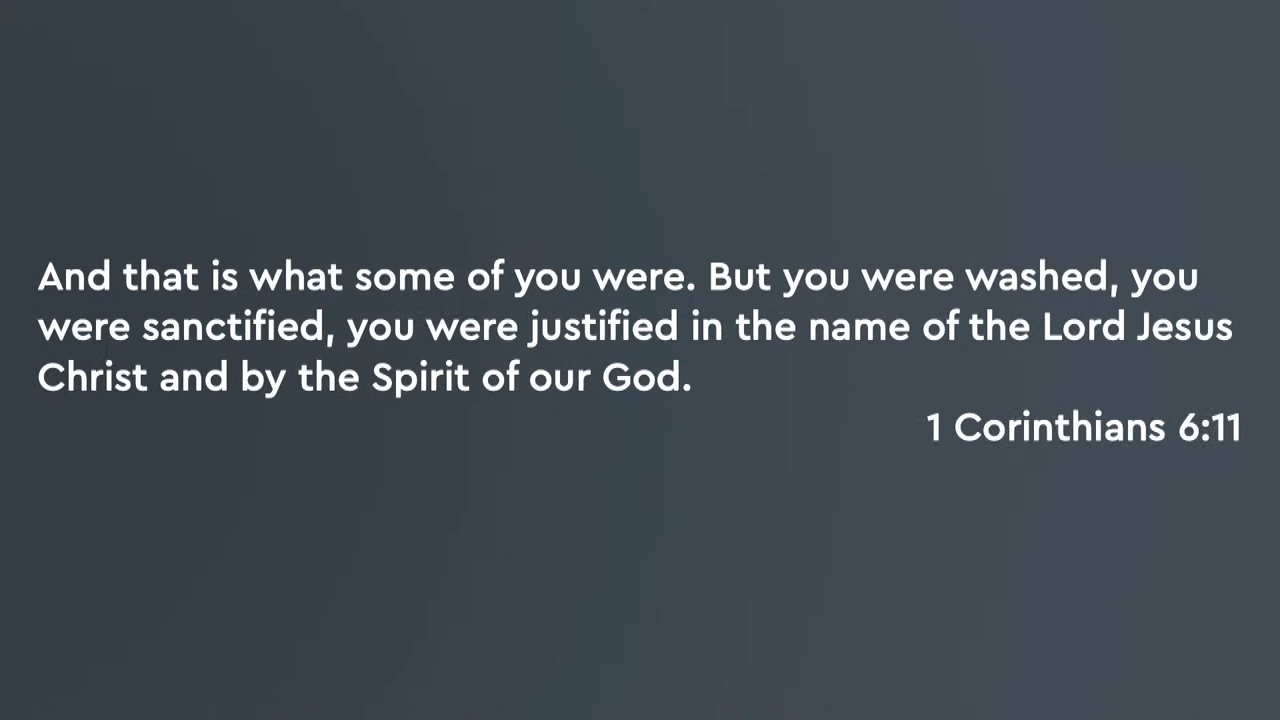 And that is what some of you were. But you were washed, you
were sanctified, you were justified in the name of the Lord Jesus
Christ and by the Spirit of our God.
1 Corinthians 6:11